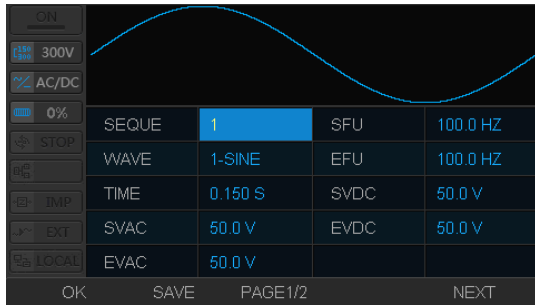 ON
150 300 300V
AC/DC
0%
STOP
IMP
EXT
LOCAL
SEQUE 1 SFU 100.0 HZ
WAVE 1-SINE EFU 100.0 HZ
TIME 0.150 S SVDC 50.0 V
SVAC 50.0 V EVDC 50.0 V
EVAC 50.0 V
OK SAVE PAGE1/2 NEXT